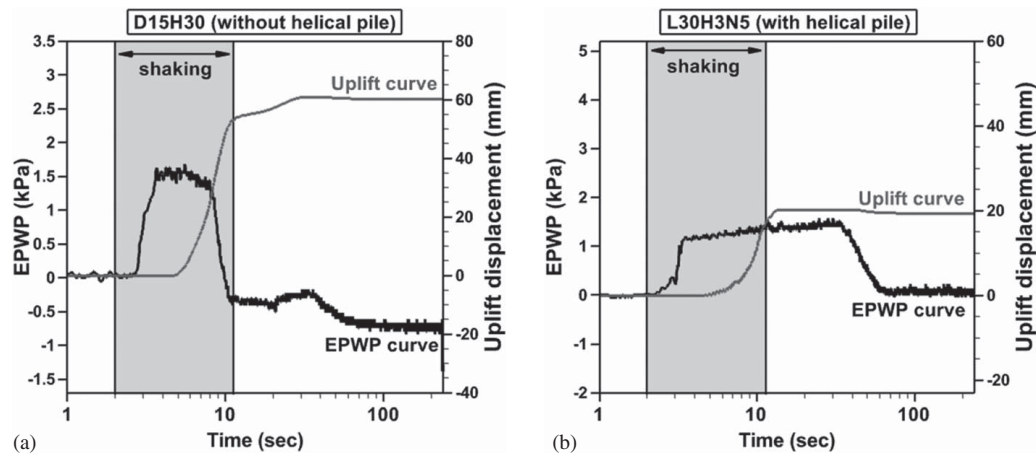 D15H30 (without helical pile)
shaking
Uplift curve
EPWP curve
EPWP (kPa)
3.5
3
2.5
2
1.5
1
0.5
0
-0.5
-1
-1.5
Uplift displacement (mm)
80
60
40
20
0
-20
-40
1 10 100
Time (sec)
(a)
L30H3N5 (with helical pile)
shaking
Uplift curve
EPWP curve
EPWP (kPa)
5
4
3
2
1
0
-1
-2
Uplift displacement (mm)
60
40
20
0
-20
1 10 100
Time (sec)
(b)